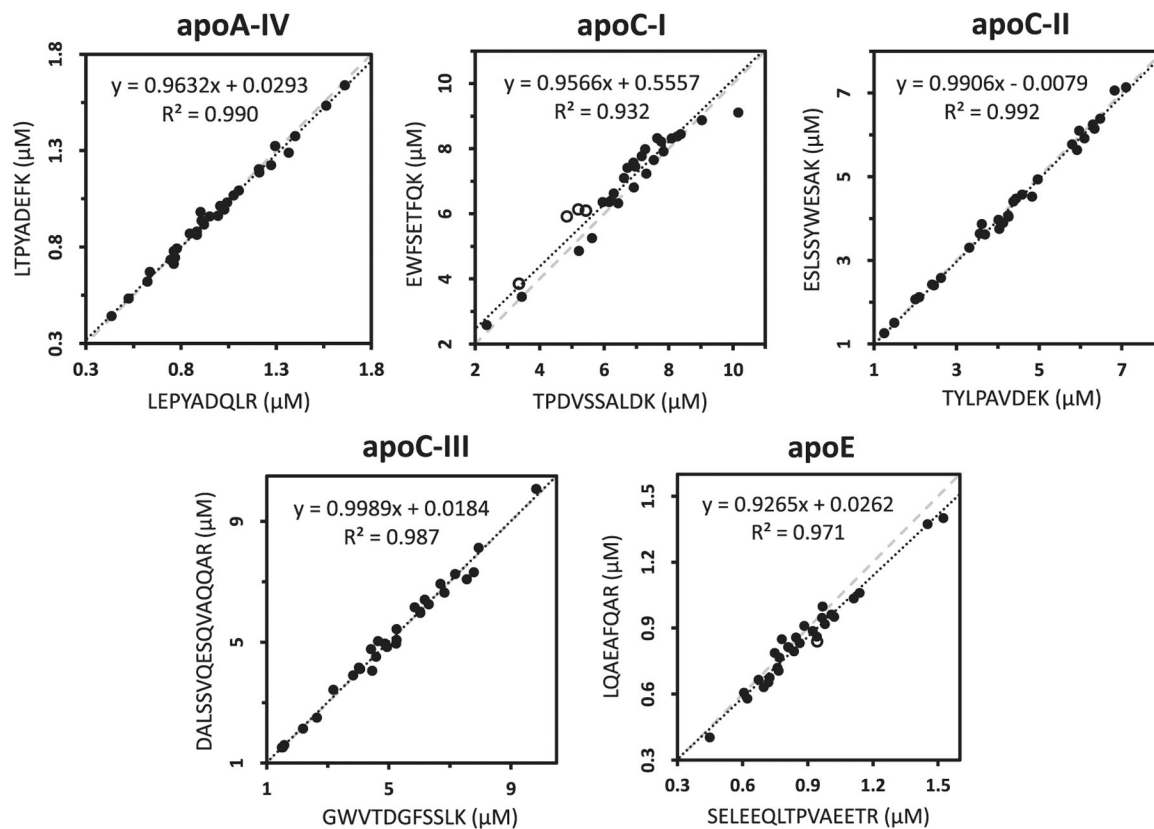 apoA-IV
y = 0.9632x + 0.0293
R² = 0.990
LTPYADEFK (µM)
1.8
1.3
0.8
0.3
0.3 0.8 1.3 1.8
LEPYADQLR (µM)
apoC-I
y = 0.9566x + 0.5557
R² = 0.932
EWFSETFQK (µM)
10
8
6
4
2
2 4 6 8 10
TPDVSSALDK (µM)
apoC-II
y = 0.9906x - 0.0079
R² = 0.992
ESLSSYWESAK (µM)
7
5
3
1
1 3 5 7
TYLPAVDEK (µM)
apoC-III
y = 0.9989x + 0.0184
R² = 0.987
DALSSVQESQVAQQAR (µM)
9
5
1
1 5 9
GWVTDGFSSLK (µM)
apoE
y = 0.9265x + 0.0262
R² = 0.971
LQAEAFQAR (µM)
1.5
1.2
0.9
0.6
0.3
0.3 0.6 0.9 1.2 1.5
SELEEQLTPVAEETR (µM)